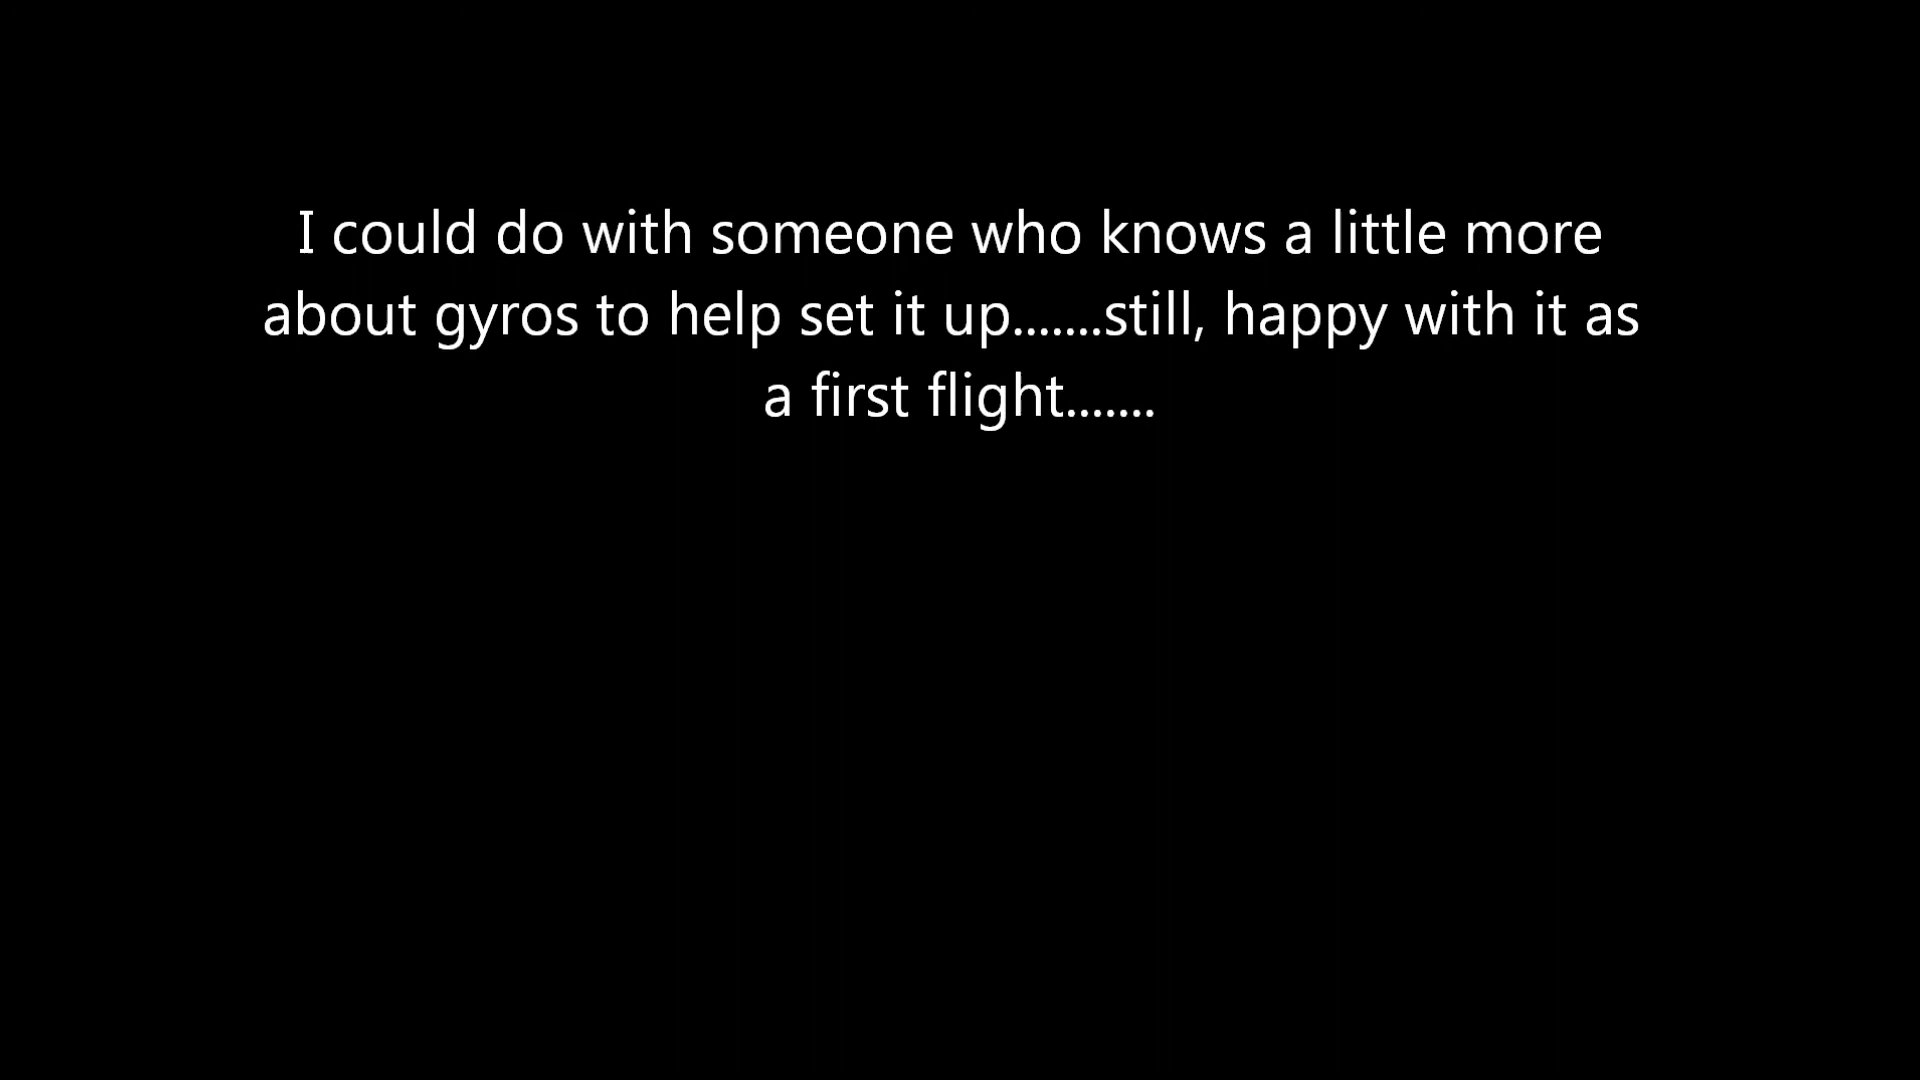 I could do with someone who knows a little more
about gyros to help set it up.......still, happy with it as
a first flight.......